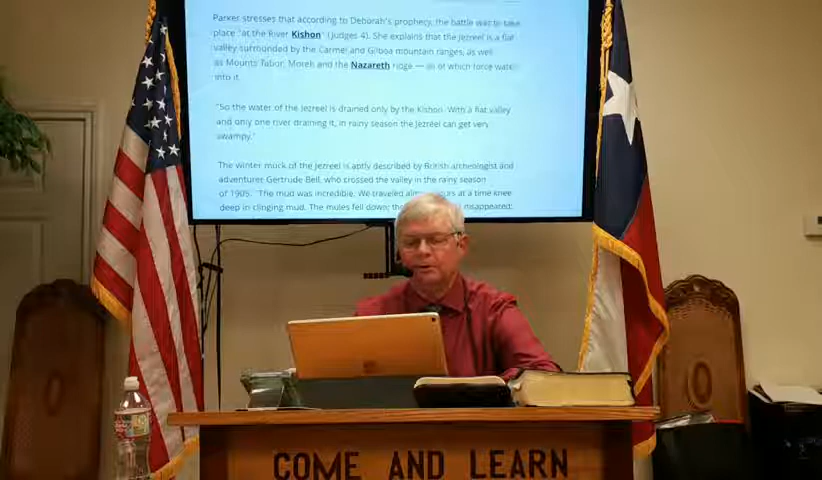 Parker stresses that according to Deborah's prophecy, the battle was to take
place "at the River Kishon" (Judges 4). She explains that the Jezreel is a flat
valley surrounded by the Carmel and Gilboa mountain ranges, as well
as Mounts Tabor, Moreh and the Nazareth ridge — all of which force water
into it.
"So the water of the Jezreel is drained only by the Kishon. With a flat valley
and only one river draining it, in rainy season the Jezreel can get very
swampy."
The winter muck of the Jezreel is aptly described by British archeologist and
adventurer Gertrude Bell, who crossed the valley in the rainy season
of 1905. "The mud was incredible. We traveled hours at a time knee
deep in clinging mud. The mules fell down, disappeared;
COME AND LEARN